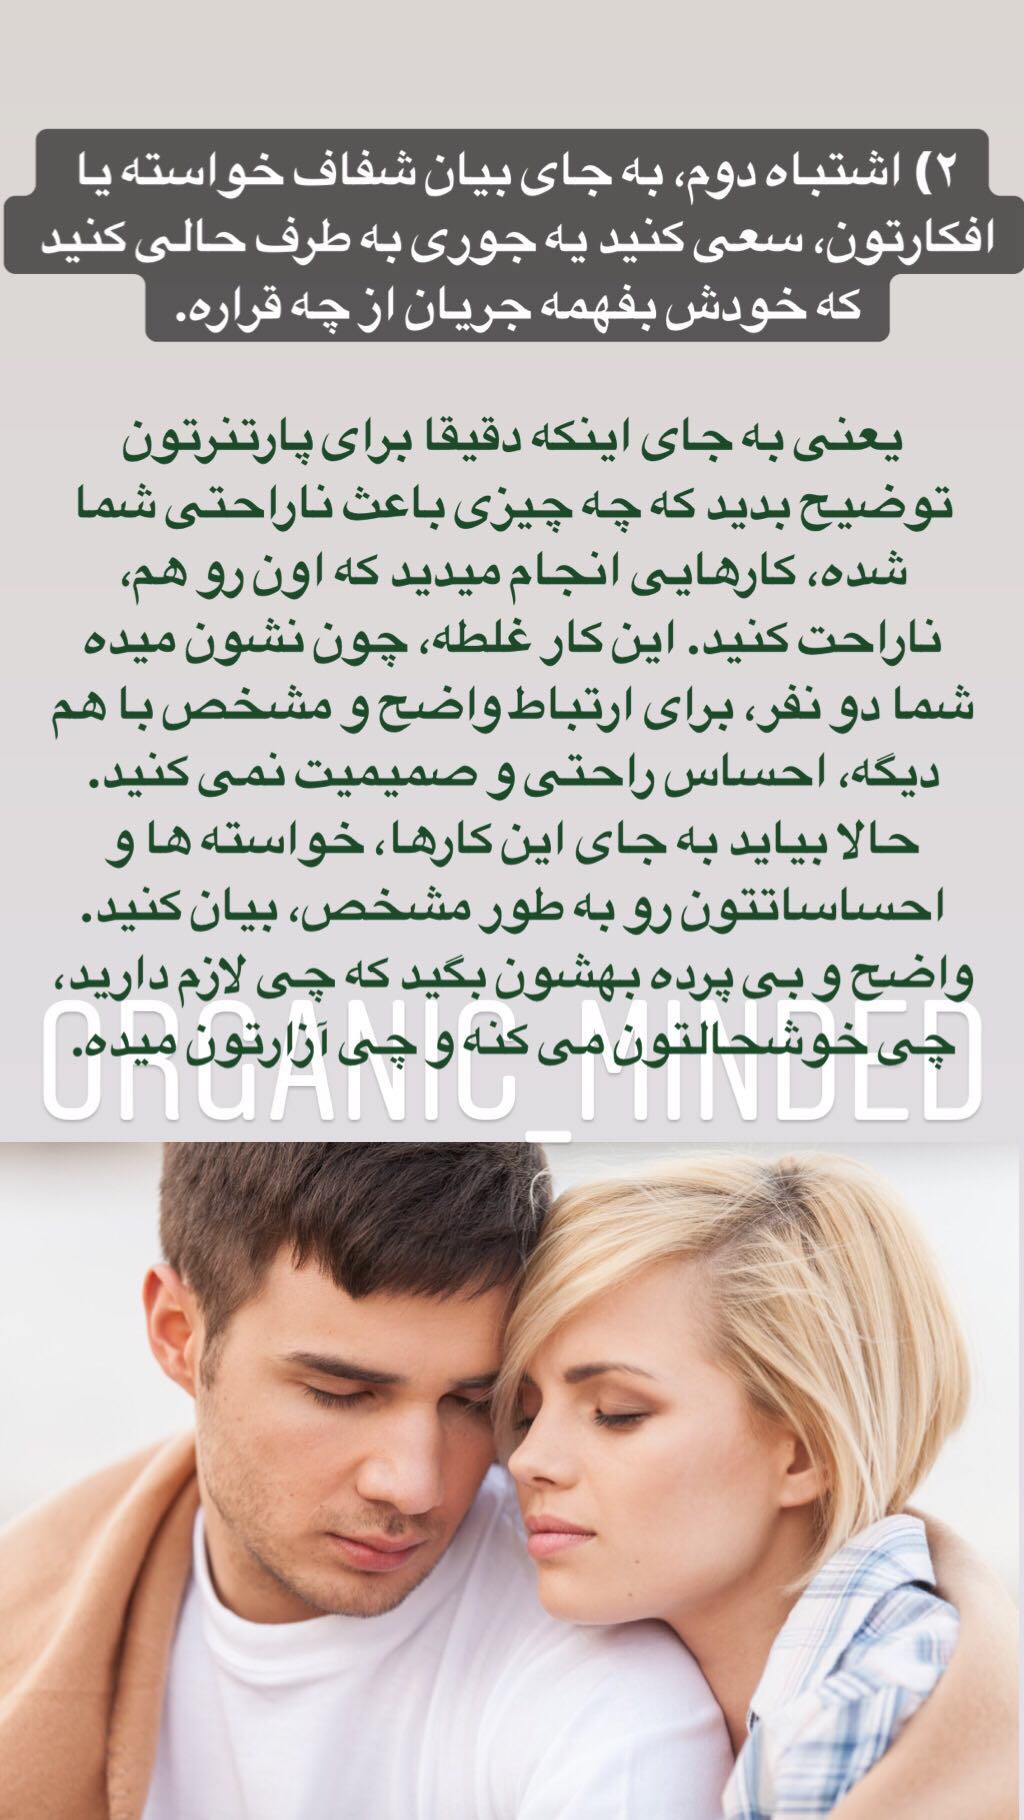 ۲) اشتباه دوم، به جای بیان شفاف خواسته یا
افکارتون، سعی کنید یه جوری به طرف حالی کنید
که خودش بفهمه جریان از چه قراره.
یعنی به جای اینکه دقیقا برای پارتنرتون
توضیح بدید که چه چیزی باعث ناراحتی شما
شده، کارهایی انجام میدید که اون رو هم،
ناراحت کنید. این کار غلطه، چون نشون میده
شما دو نفر، برای ارتباط واضح و مشخص با هم
دیگه، احساس راحتی و صمیمیت نمی کنید.
حالا بیاید به جای این کارها، خواسته ها و
احساساتتون رو به طور مشخص، بیان کنید.
واضح و بی پرده بهشون بگید که چی لازم دارید،
چی خوشحالتون می کنه و چی آزارتون میده.
ORGANIC_MINDED